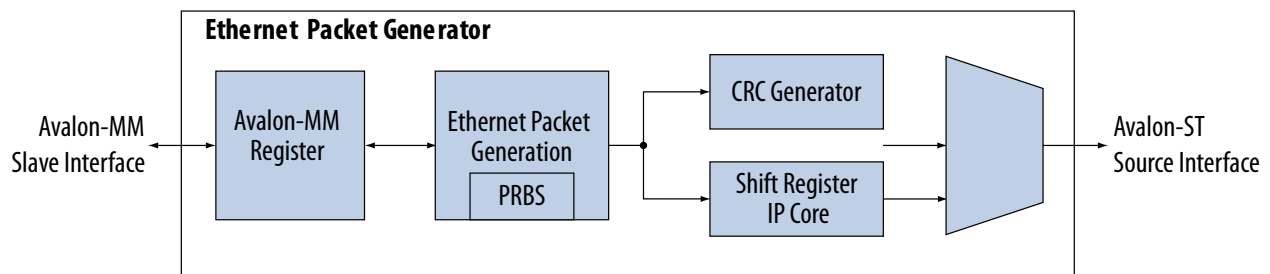 Ethernet Packet Generator
Avalon-MM
Slave Interface
Avalon-MM
Register
Ethernet Packet
Generation
PRBS
CRC Generator
Shift Register
IP Core
Avalon-ST
Source Interface